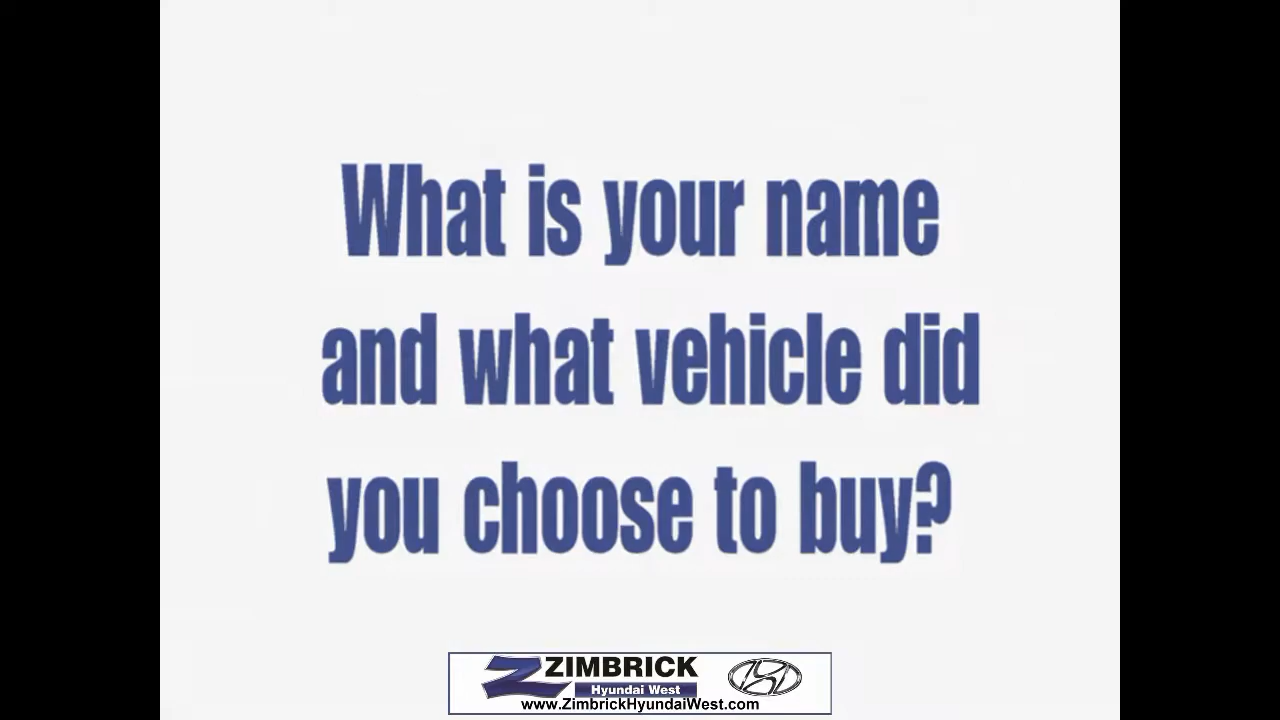 What is your name
and what vehicle did
you choose to buy?
ZIMBRICK
Hyundai West
www.ZimbrickHyundaiWest.com